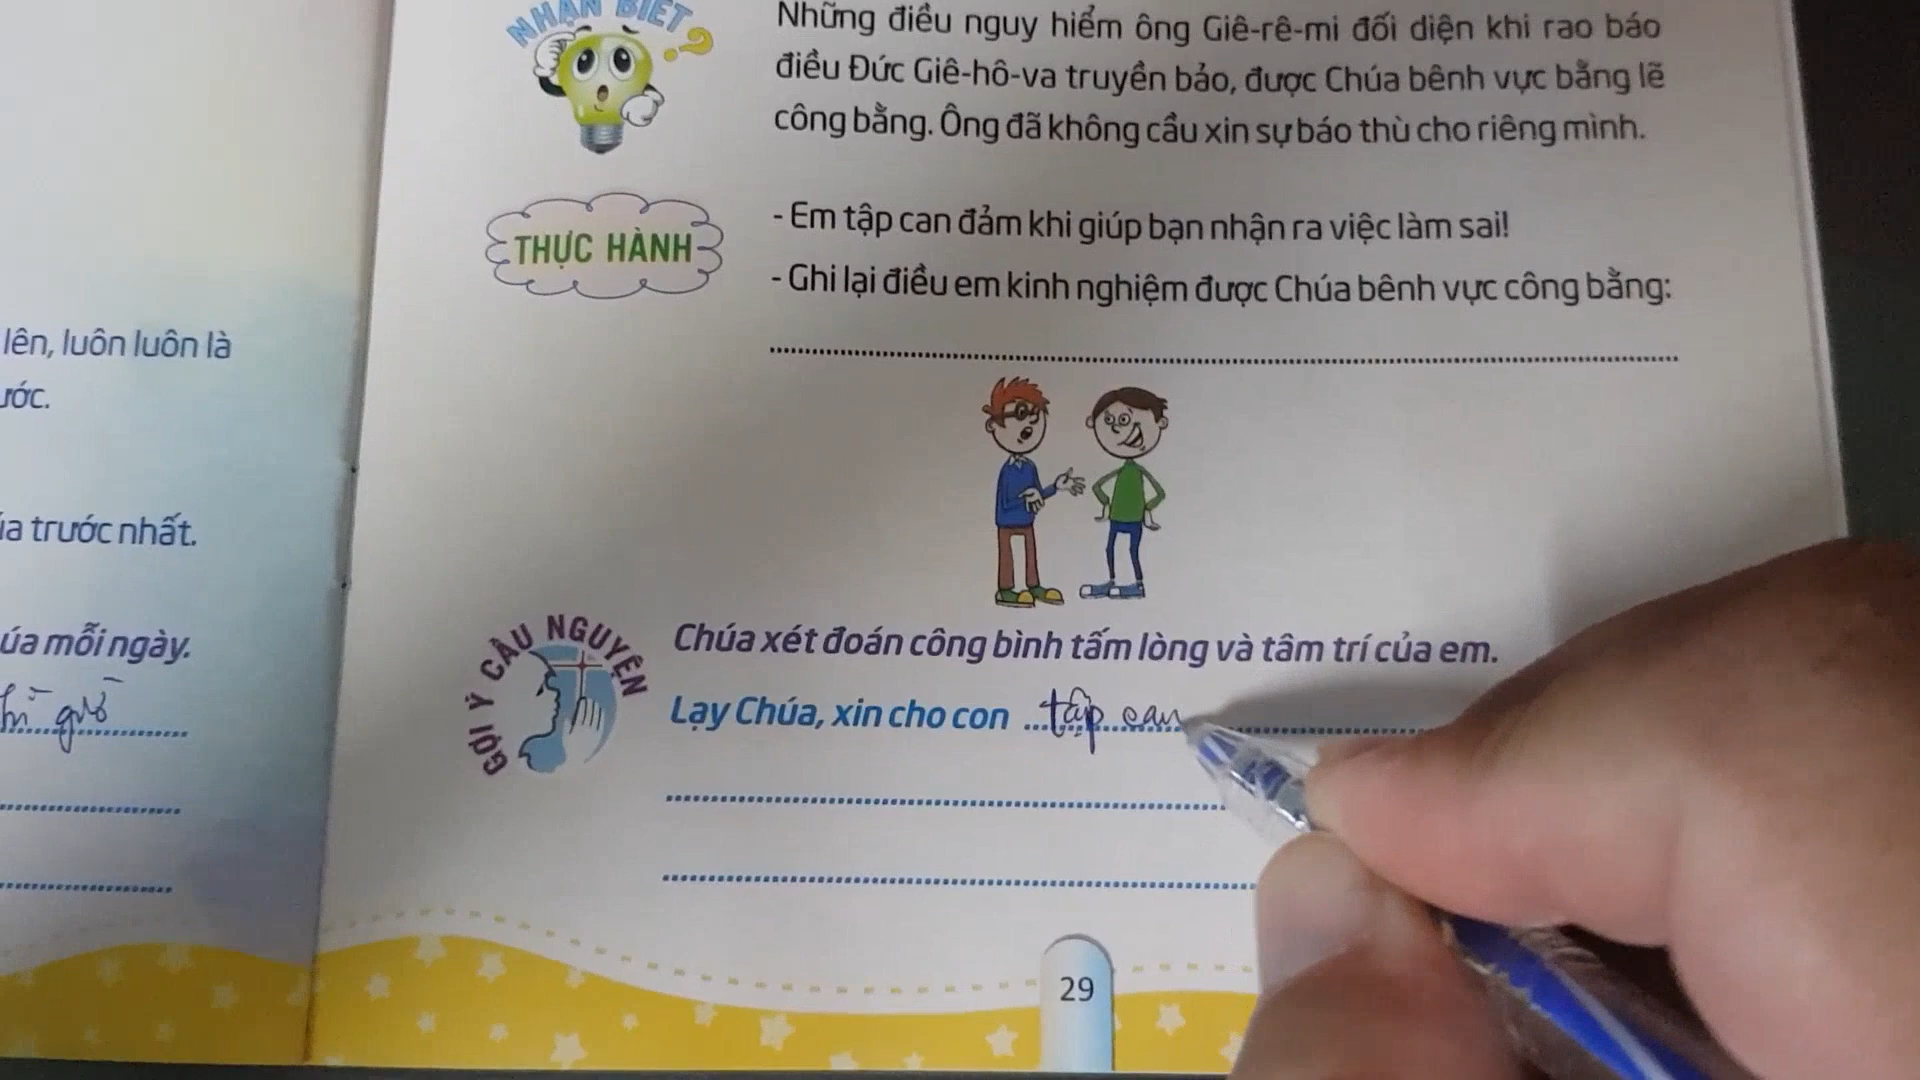 lên, luôn luôn là
ước.
trước nhất.
mỗi ngày.
NHẬN BIẾT?
Những điều nguy hiểm ông Giê-rê-mi đối diện khi rao báo
điều Đức Giê-hô-va truyền bảo, được Chúa bênh vực bằng lẽ
công bằng. Ông đã không cầu xin sự báo thù cho riêng mình.
THỰC HÀNH
- Em tập can đảm khi giúp bạn nhận ra việc làm sai!
- Ghi lại điều em kinh nghiệm được Chúa bênh vực công bằng:
GỢI Ý CẦU NGUYỆN
Chúa xét đoán công bình tấm lòng và tâm trí của em.
Lạy Chúa, xin cho con tập can
29